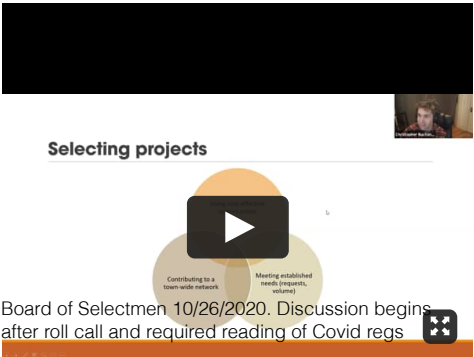 Selecting projects
Contributing to a
town-wide network
Meeting established
needs (requests,
volume)
Board of Selectmen 10/26/2020. Discussion begins
after roll call and required reading of Covid regs